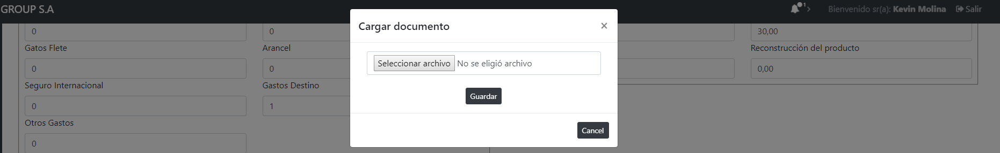 GROUP S.A
1
Bienvenido sr(a): Kevin Molina
Salir
Cargar documento
×
Seleccionar archivo No se eligió archivo
Guardar
Cancel
0
0
30,00
Gatos Flete
Arancel
Reconstrucción del producto
0
0
0,00
Seguro Internacional
Gastos Destino
0
1
Otros Gastos
0